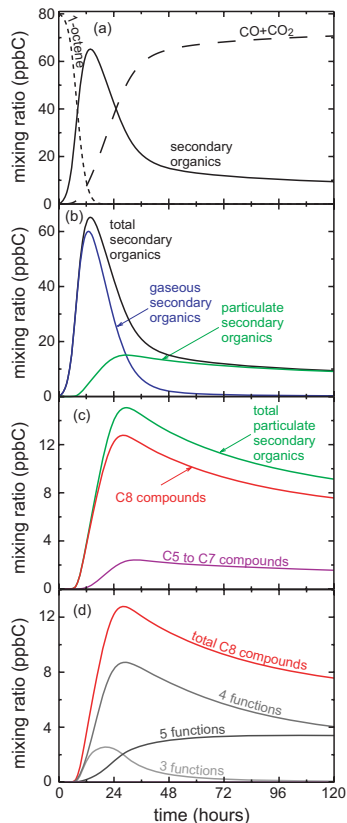 80
60
40
20
0
mixing ratio (ppbC)
(a)
1-octene
CO+CO2
secondary
organics
60
40
20
0
mixing ratio (ppbC)
(b)
total
secondary
organics
gaseous
secondary
organics
particulate
secondary
organics
12
8
4
0
mixing ratio (ppbC)
(c)
total
particulate
secondary
organics
C8 compounds
C5 to C7 compounds
12
8
4
0
mixing ratio (ppbC)
(d)
total C8 compounds
4 functions
5 functions
3 functions
0 24 48 72 96 120
time (hours)